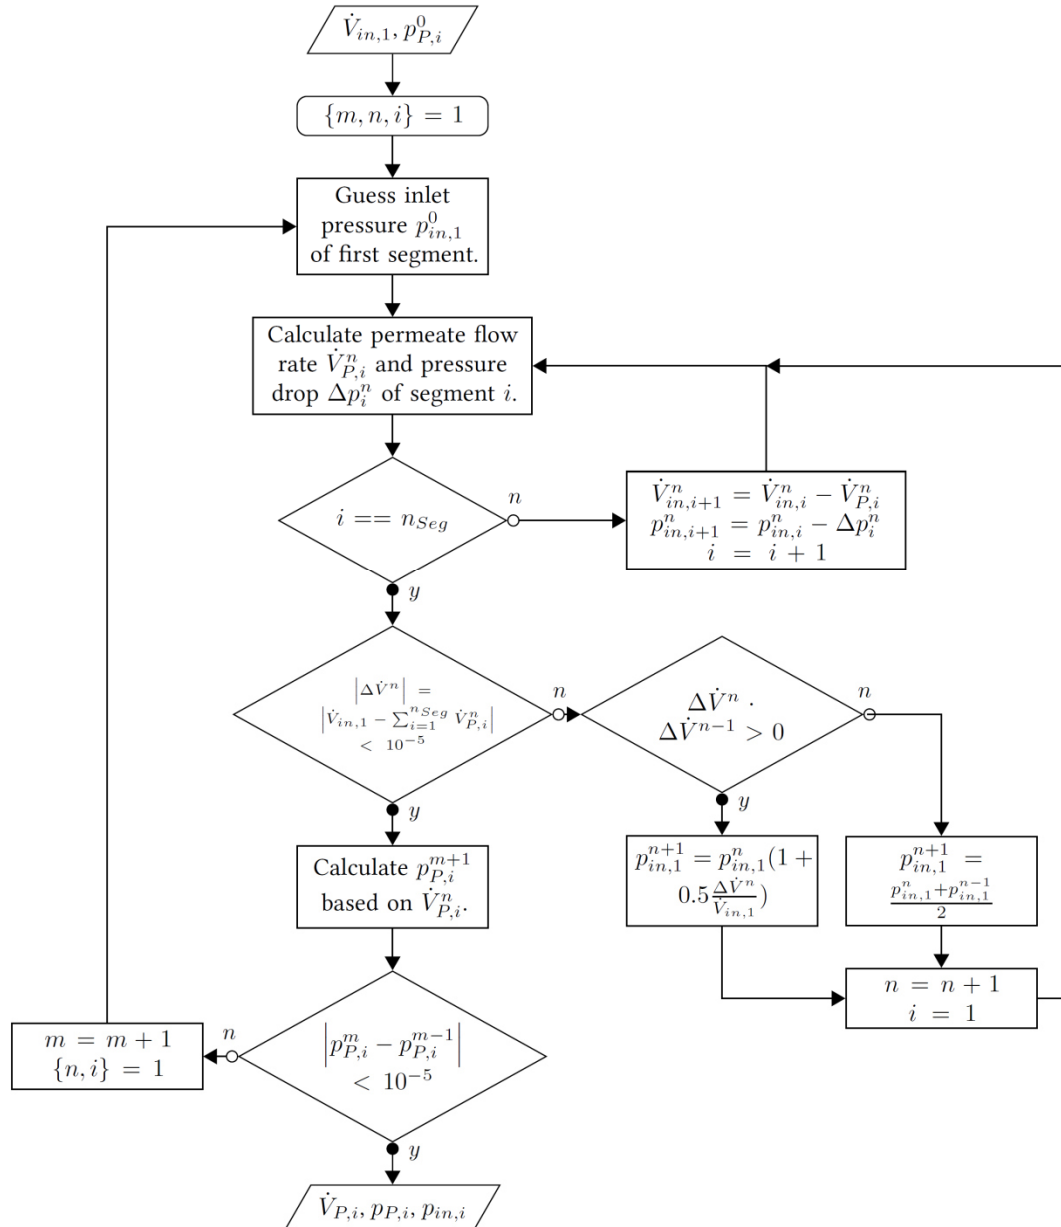 V̇_{in,1}, p^0_{P,i}
{m, n, i} = 1
Guess inlet
pressure p^0_{in,1}
of first segment.
Calculate permeate flow
rate V̇^n_{P,i} and pressure
drop Δp^n_i of segment i.
i == n_{Seg}
n
V̇^n_{in,i+1} = V̇^n_{in,i} − V̇^n_{P,i}
p^n_{in,i+1} = p^n_{in,i} − Δp^n_i
i = i + 1
y
|ΔV̇^n| =
|V̇_{in,1} − ∑_{i=1}^{n_{Seg}} V̇^n_{P,i}|
< 10^{−5}
n
ΔV̇^n ·
ΔV̇^{n−1} > 0
n
y
y
Calculate p^{m+1}_{P,i}
based on V̇^n_{P,i}.
p^{n+1}_{in,1} = p^n_{in,1}(1 +
0.5 \frac{ΔV̇^n}{V̇_{in,1}})
p^{n+1}_{in,1} =
\frac{p^n_{in,1} + p^{n−1}_{in,1}}{2}
n = n + 1
i = 1
|p^m_{P,i} − p^{m−1}_{P,i}|
< 10^{−5}
n
m = m + 1
{n, i} = 1
y
V̇_{P,i}, p_{P,i}, p_{in,i}